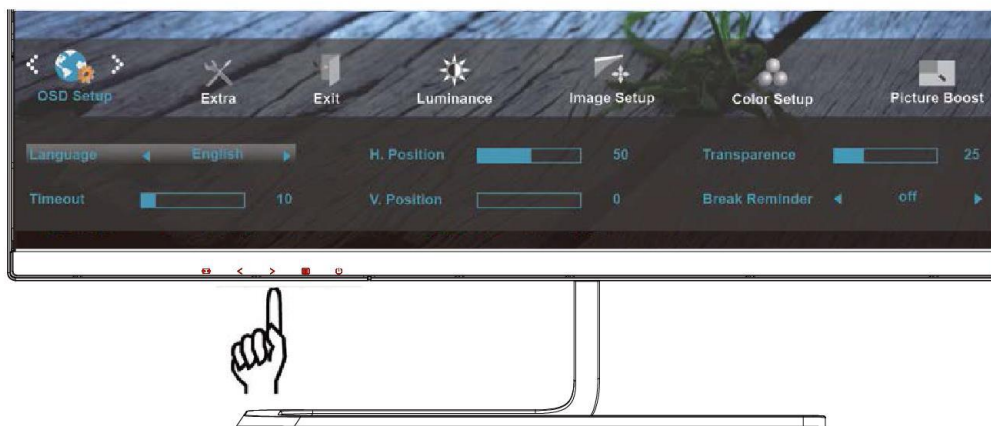 OSD Setup Extra Exit Luminance Image Setup Color Setup Picture Boost
Language English H. Position 50 Transparence 25
Timeout 10 V. Position 0 Break Reminder off